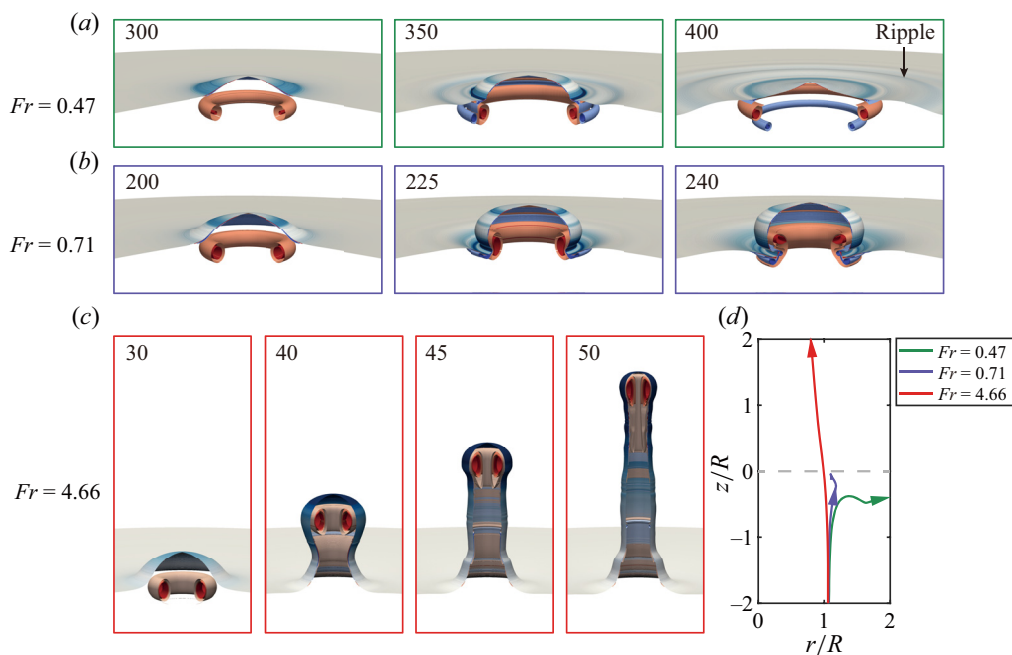 (a)
300
350
400
Ripple
Fr = 0.47
(b)
200
225
240
Fr = 0.71
(c)
30
40
45
50
Fr = 4.66
(d)
2
1
0
−1
−2
z/R
0
1
2
r/R
Fr = 0.47
Fr = 0.71
Fr = 4.66